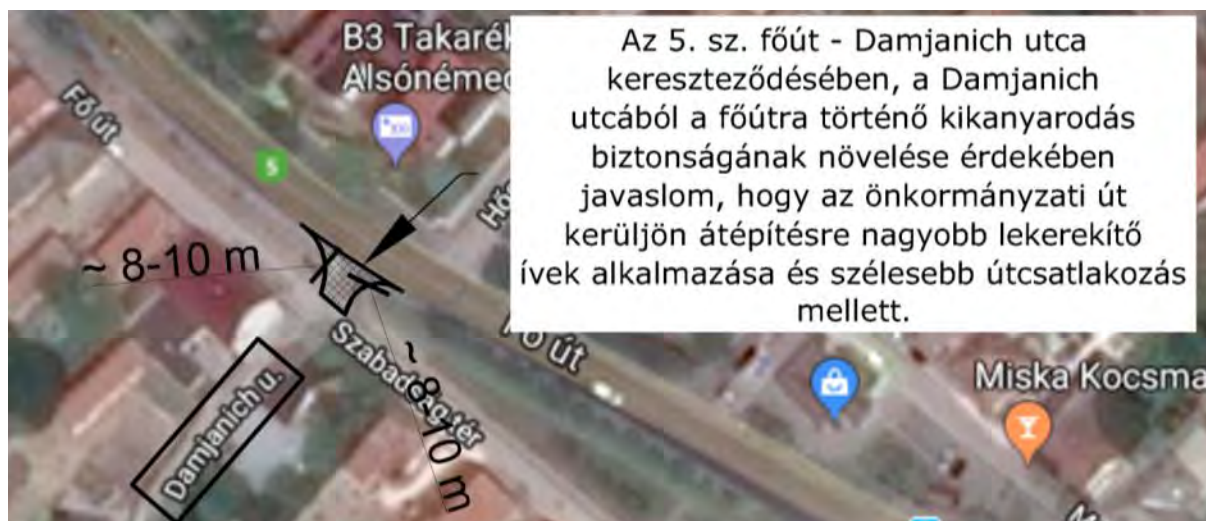 B3 Takarék
Alsónémed
Az 5. sz. főút - Damjanich utca
kereszteződésében, a Damjanich
utcából a főútra történő kikanyarodás
biztonságának növelése érdekében
javaslom, hogy az önkormányzati út
kerüljön átépítésre nagyobb lekerekítő
ívek alkalmazása és szélesebb útcsatlakozás
mellett.
Fő út
5
~ 8-10 m
Szabadság tér
~ 8-10 m
Damjanich u.
Fő út
Miska Kocsma